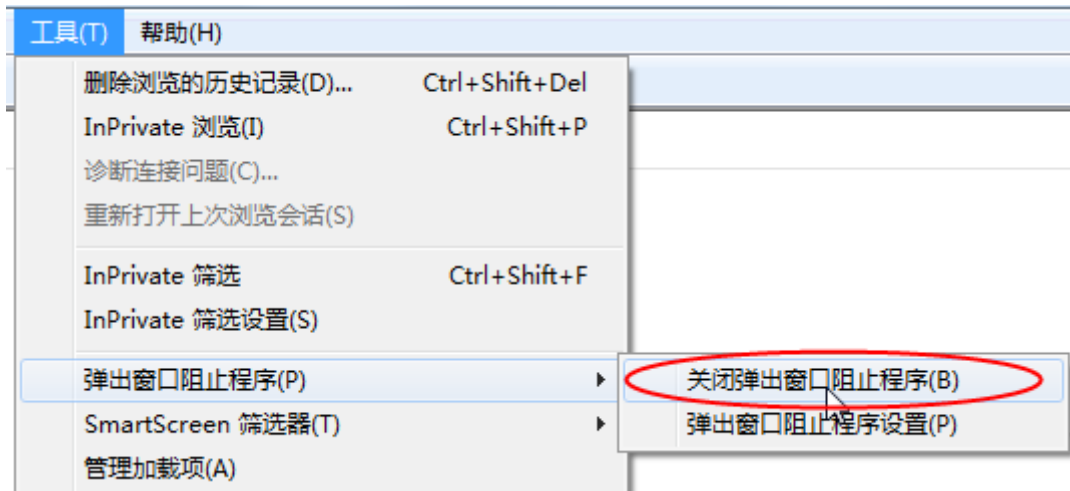 工具(T) 帮助(H)
删除浏览的历史记录(D)... Ctrl+Shift+Del
InPrivate 浏览(I) Ctrl+Shift+P
诊断连接问题(C)...
重新打开上次浏览会话(S)
InPrivate 筛选 Ctrl+Shift+F
InPrivate 筛选设置(S)
弹出窗口阻止程序(P) 关闭弹出窗口阻止程序(B)
SmartScreen 筛选器(T) 弹出窗口阻止程序设置(P)
管理加载项(A)